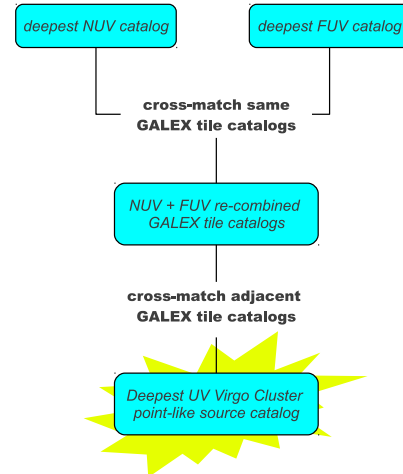 deepest NUV catalog
deepest FUV catalog
cross-match same
GALEX tile catalogs
NUV + FUV re-combined
GALEX tile catalogs
cross-match adjacent
GALEX tile catalogs
Deepest UV Virgo Cluster
point-like source catalog